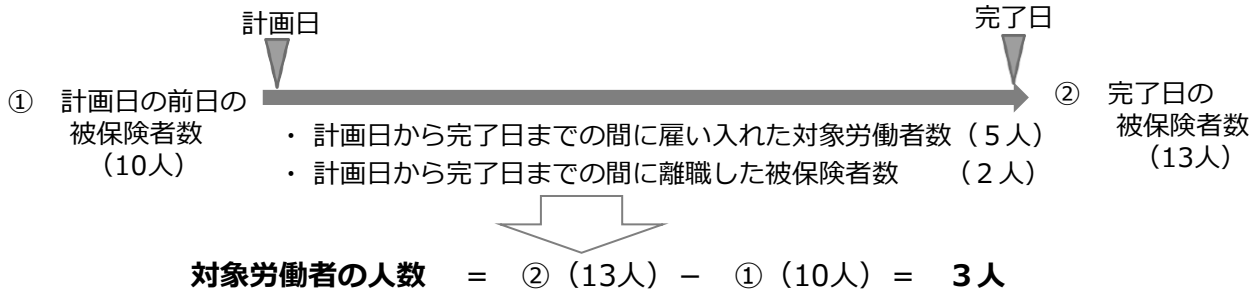 計画日
完了日
① 計画日の前日の
被保険者数
（10人）
・ 計画日から完了日までの間に雇い入れた対象労働者数（５人）
・ 計画日から完了日までの間に離職した被保険者数 （２人）
② 完了日の
被保険者数
（13人）
対象労働者の人数 ＝ ②（13人）－ ①（10人）＝ ３人